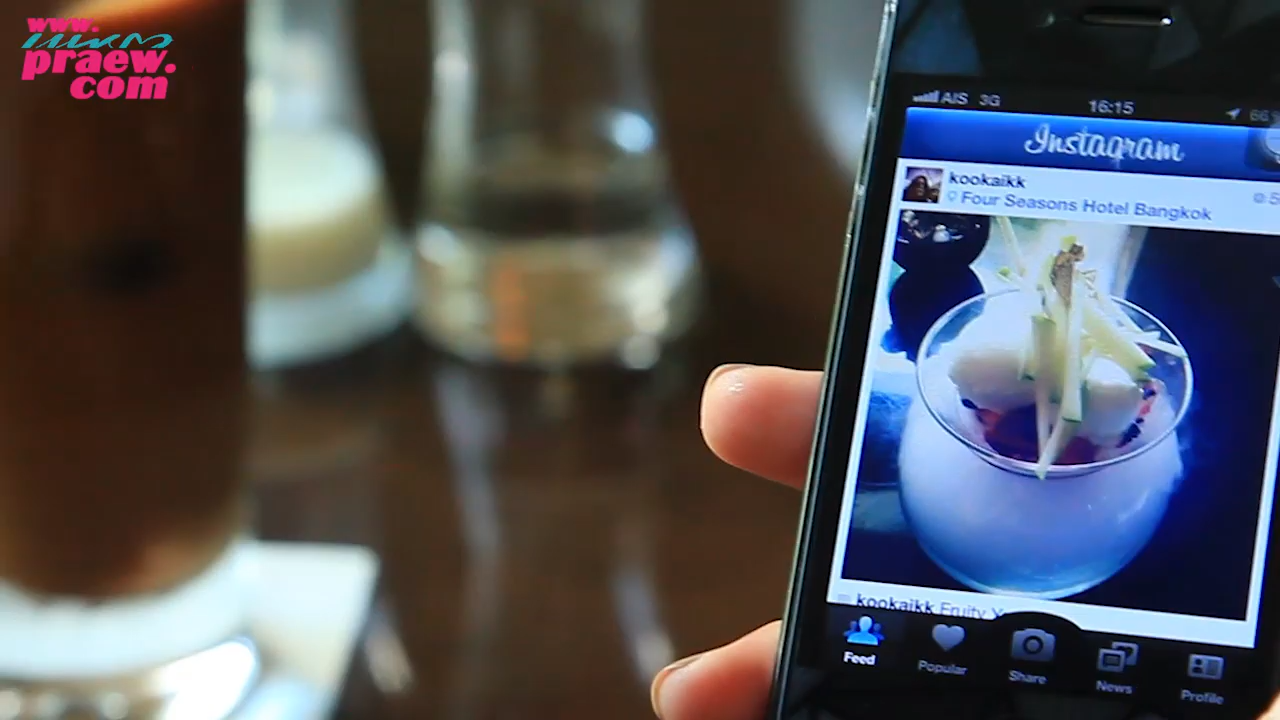 www.
แพรว
praew.
com
AIS 3G 16:15
Instagram
kookaikk
Four Seasons Hotel Bangkok
kookaikk Fruity
Feed
Popular
Share
News
Profile